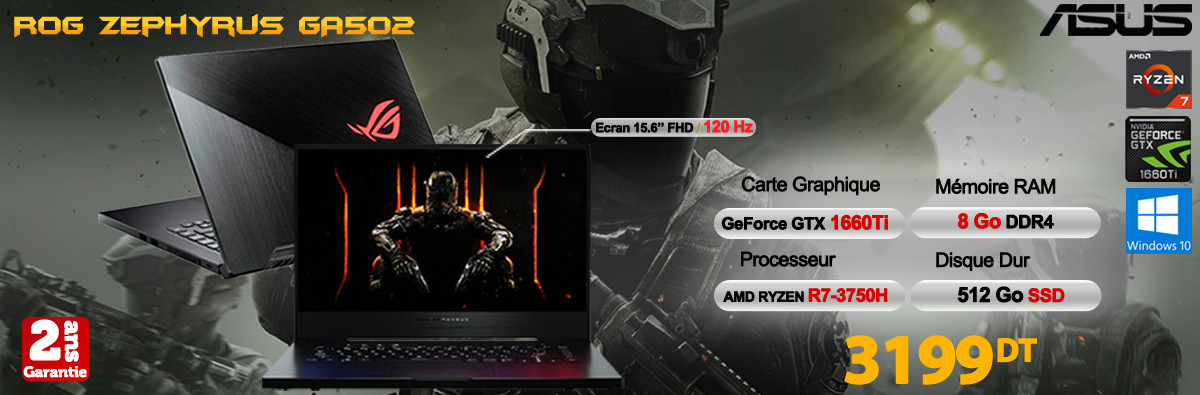 ROG ZEPHYRUS GA502
ASUS
AMD
RYZEN
7
NVIDIA
GEFORCE
GTX
1660Ti
Windows 10
Ecran 15.6” FHD / 120 Hz
Carte Graphique
GeForce GTX 1660Ti
Mémoire RAM
8 Go DDR4
Processeur
AMD RYZEN R7-3750H
Disque Dur
512 Go SSD
ROG ZEPHYRUS
2 ans
Garantie
3199DT